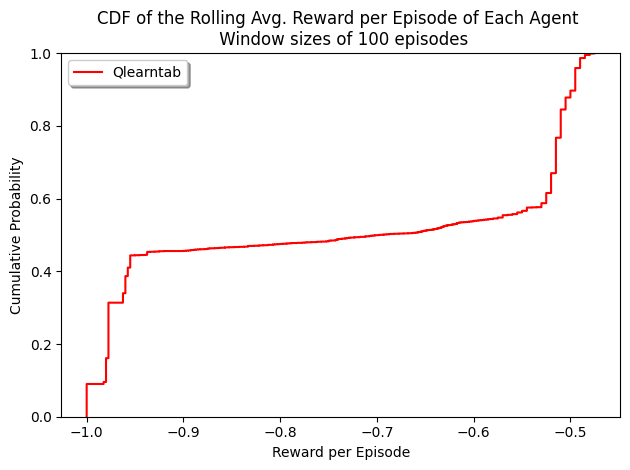 CDF of the Rolling Avg. Reward per Episode of Each Agent
Window sizes of 100 episodes
Qlearntab
1.0
0.8
0.6
0.4
0.2
0.0
Cumulative Probability
−1.0 −0.9 −0.8 −0.7 −0.6 −0.5
Reward per Episode